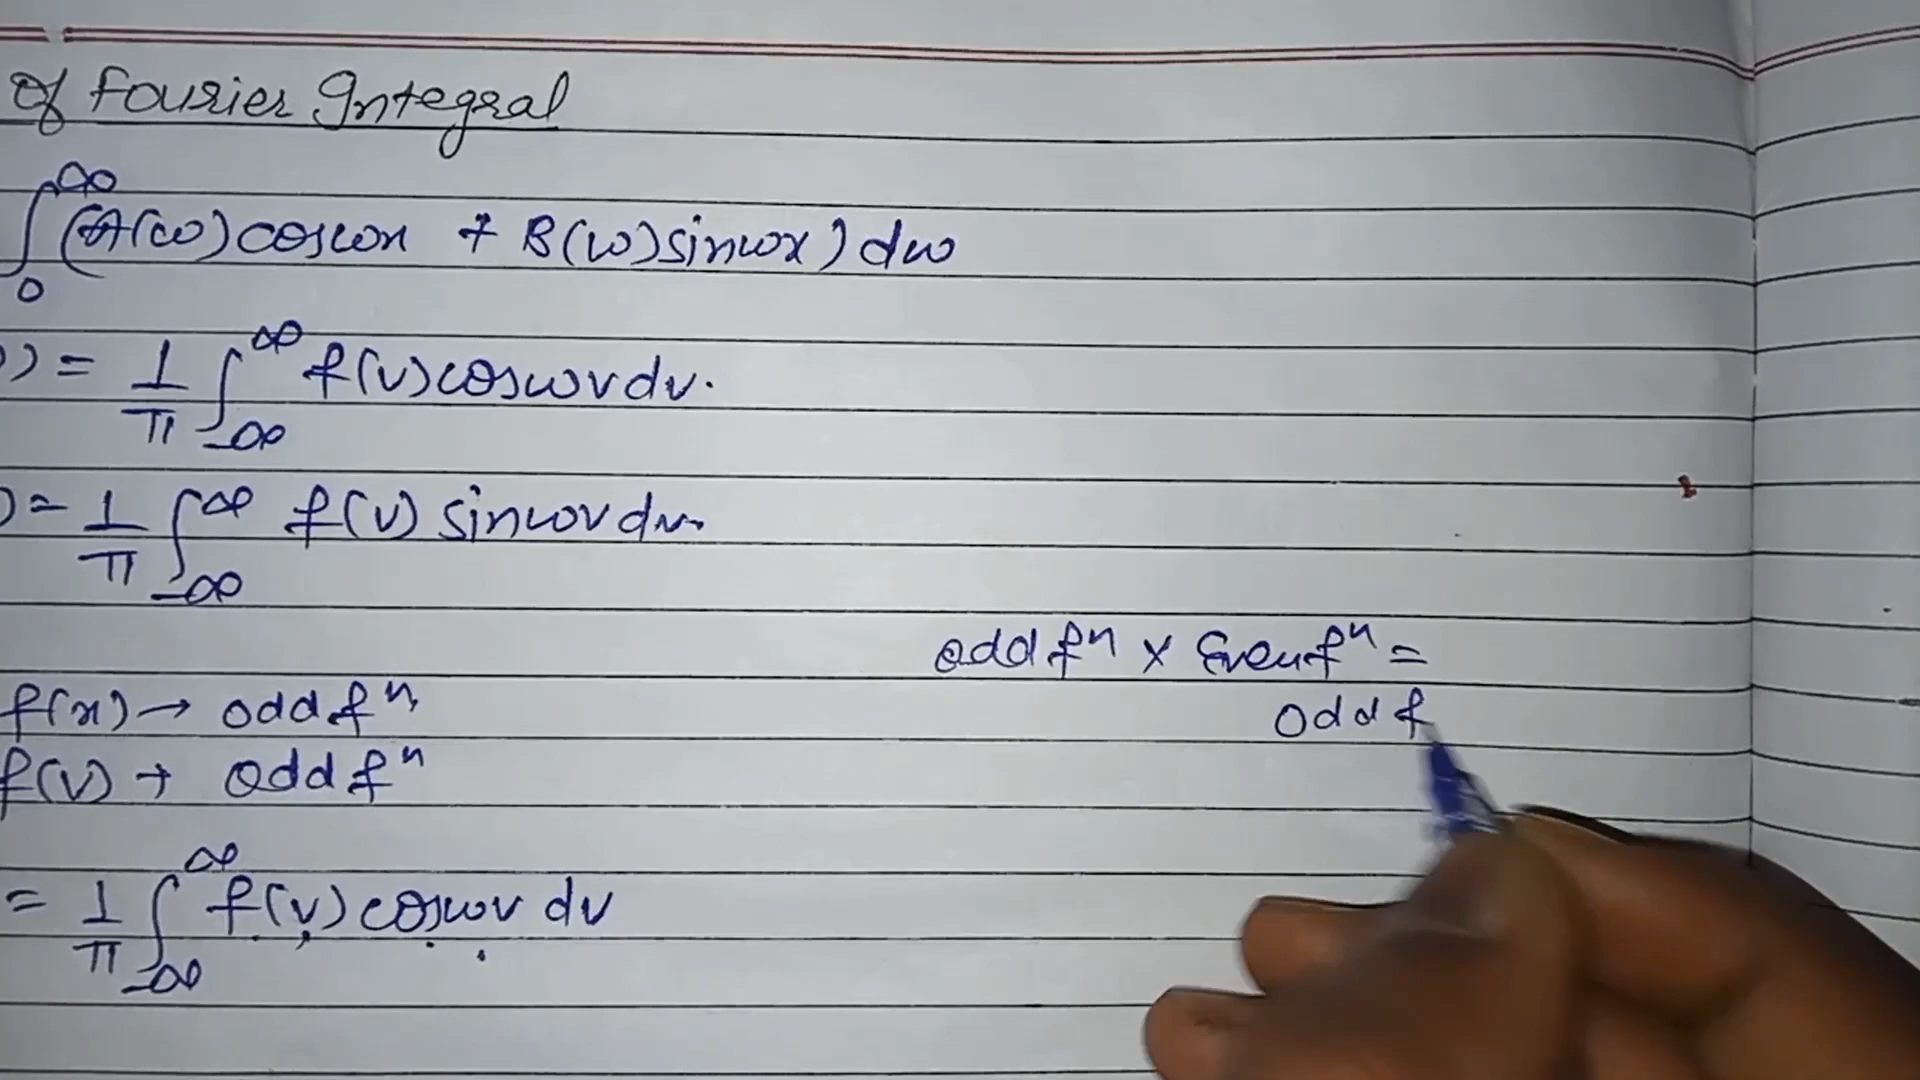 Of Fourier Integral
∫₀^∞ (A(ω)cosωx + B(ω)sinωx)dω
) = 1/π ∫_{-∞}^{∞} f(v)cosωv dv.
) = 1/π ∫_{-∞}^{∞} f(v) sinωv dv.
odd fⁿ × Even fⁿ =
odd f
f(x) → odd fⁿ
f(v) → odd fⁿ
= 1/π ∫_{-∞}^{∞} f(v)cosωv dv